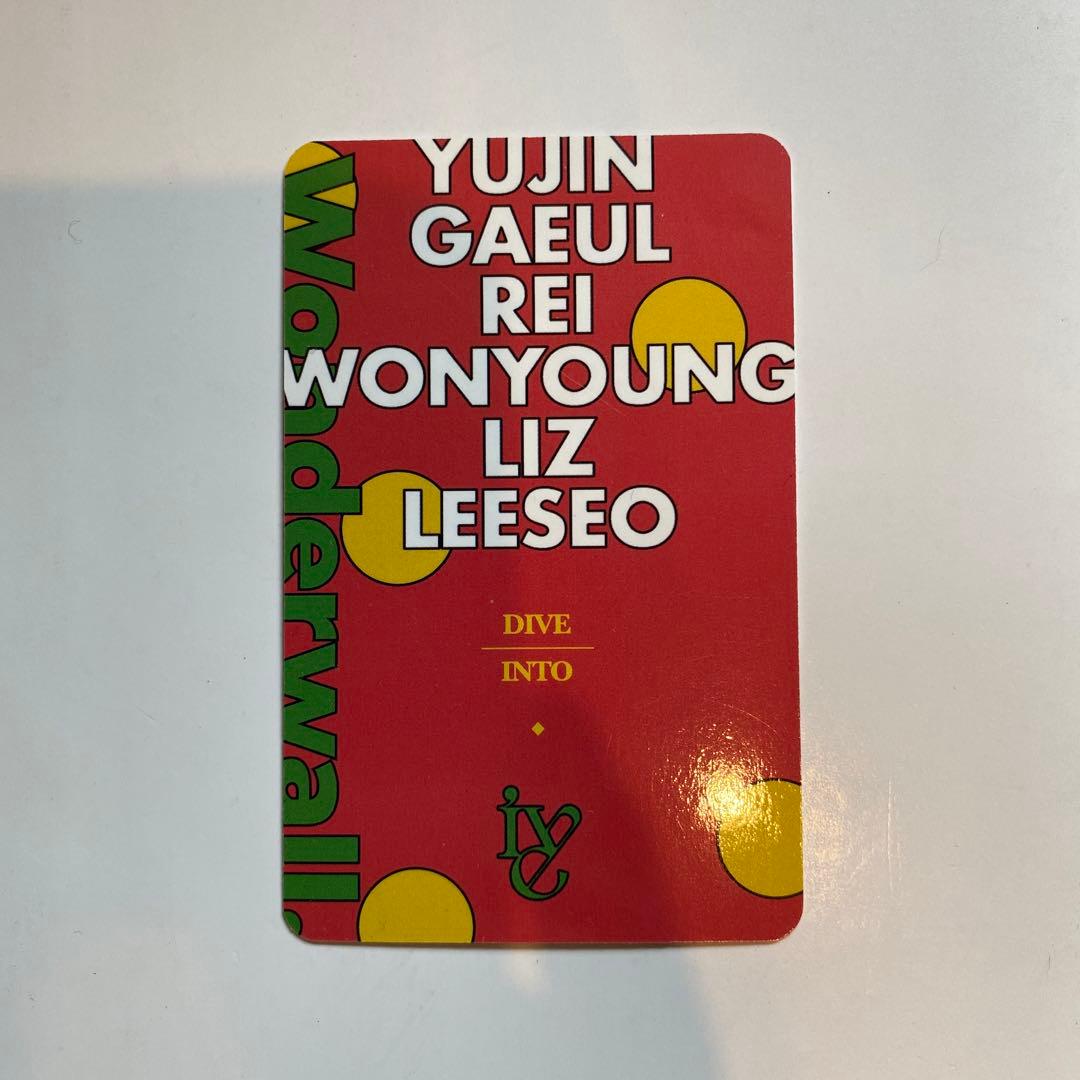 YUJIN
GAEUL
REI
WONYOUNG
LIZ
LEESEO
DIVE
INTO
ive
Wonderwall